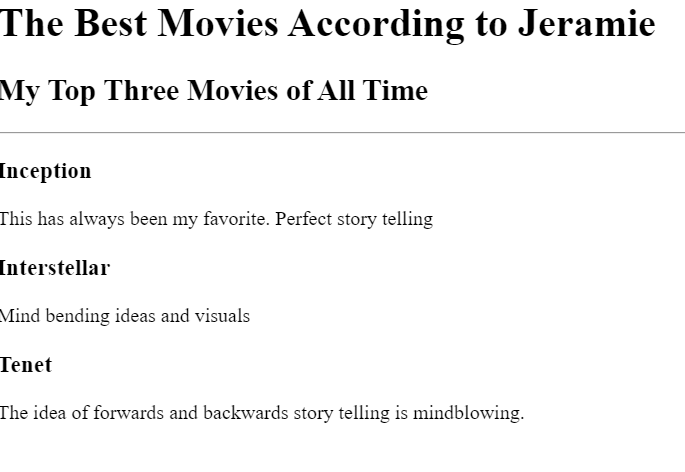 The Best Movies According to Jeramie
My Top Three Movies of All Time
Inception
This has always been my favorite. Perfect story telling
Interstellar
Mind bending ideas and visuals
Tenet
The idea of forwards and backwards story telling is mindblowing.